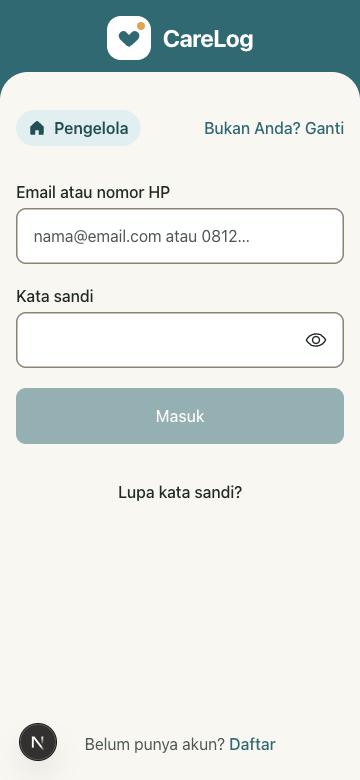 CareLog
Pengelola
Bukan Anda? Ganti
Email atau nomor HP
nama@email.com atau 0812...
Kata sandi
Masuk
Lupa kata sandi?
N
Belum punya akun? Daftar